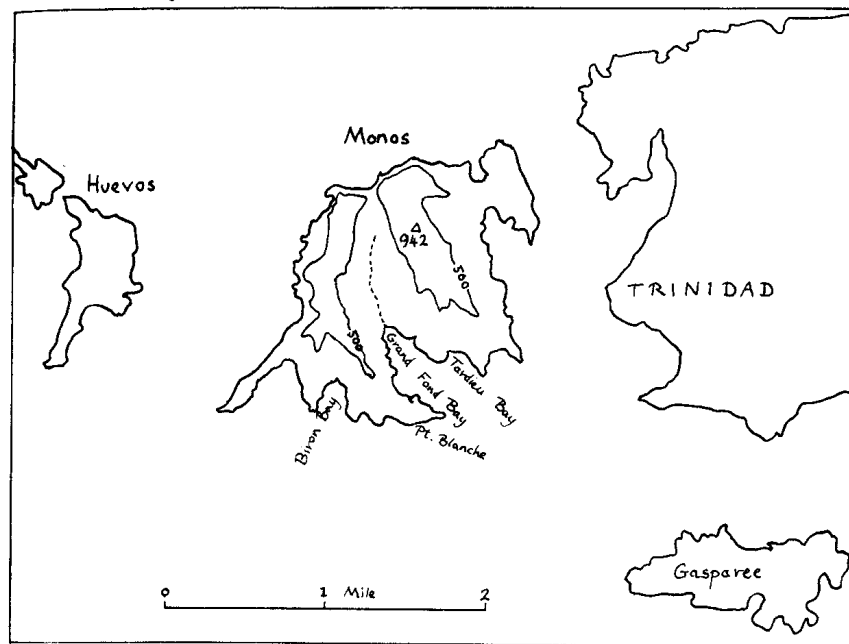 Monos
Huevos
942
500
TRINIDAD
500
Grand Fond Bay
Tardieu Bay
Biron Bay
Pt. Blanche
Gasparee
0 1 Mile 2